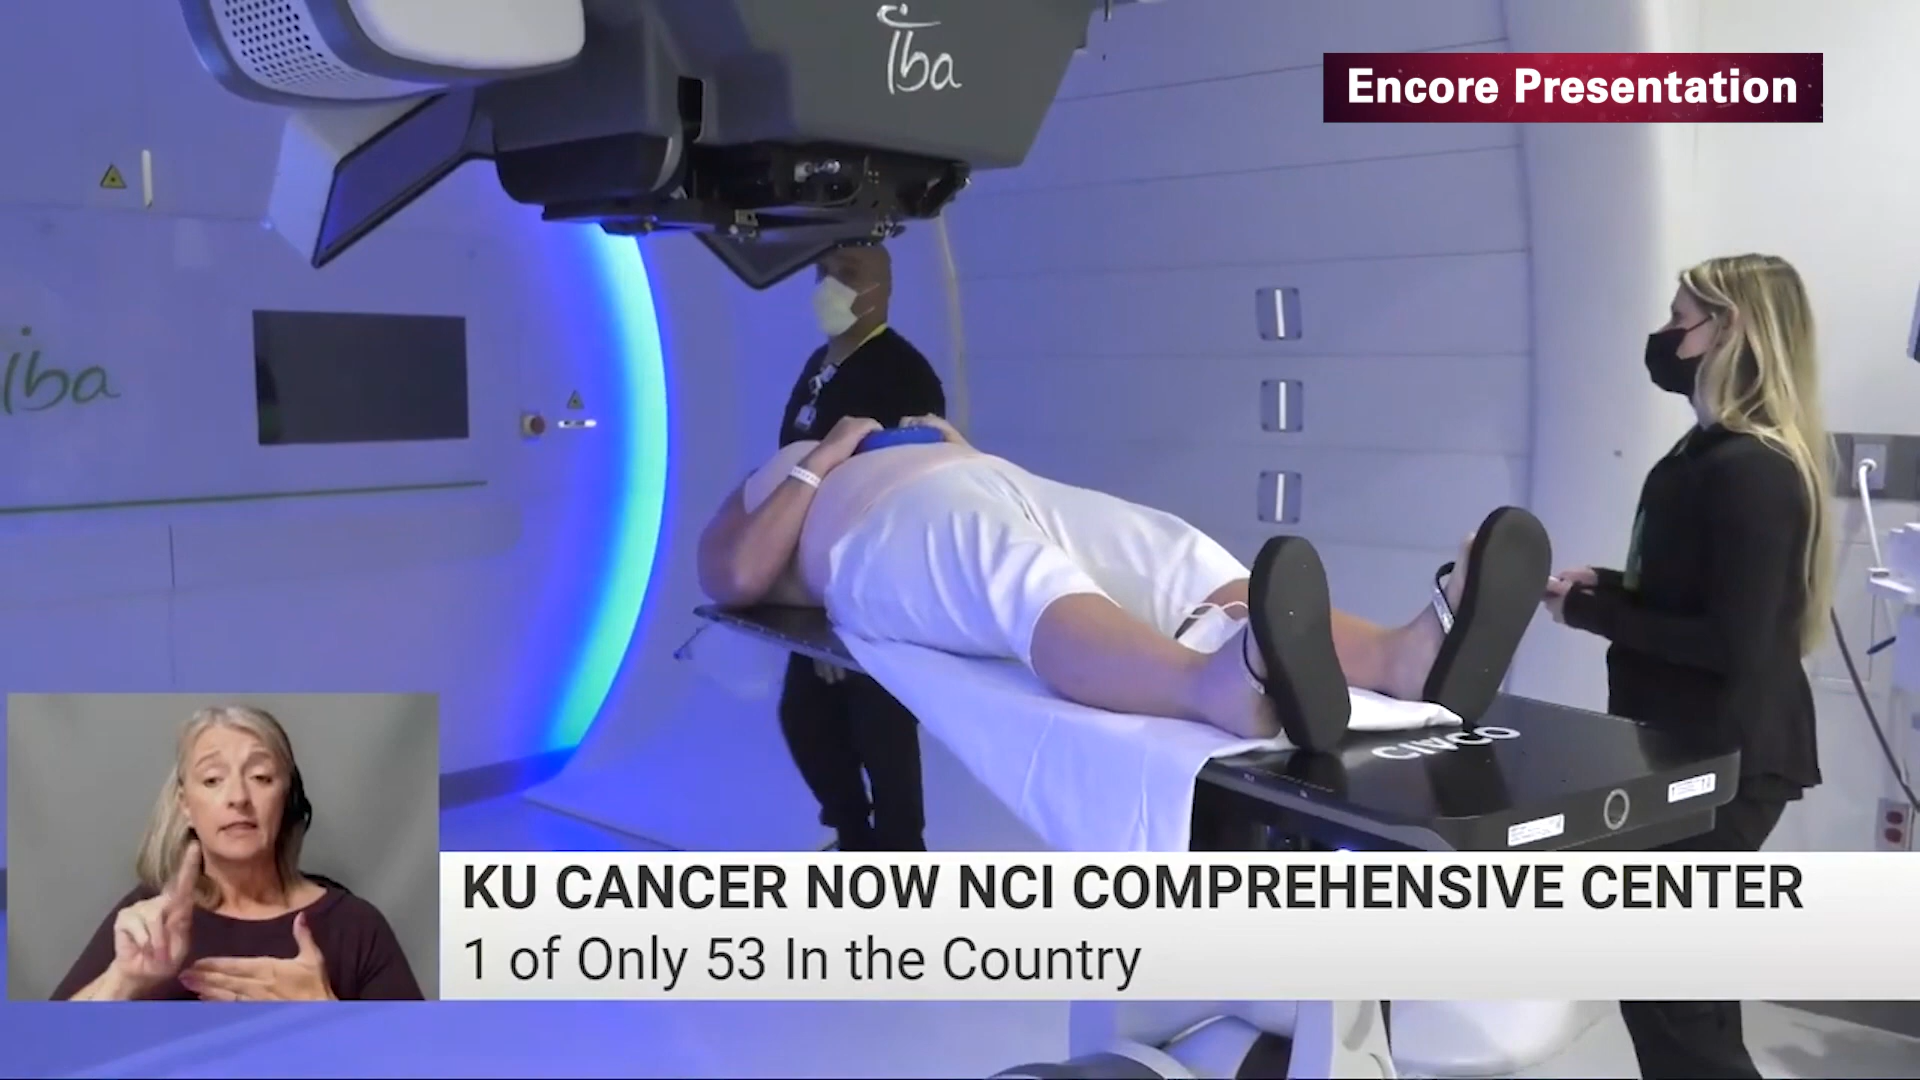 iba
Encore Presentation
iba
CIVCO
KU CANCER NOW NCI COMPREHENSIVE CENTER
1 of Only 53 In the Country